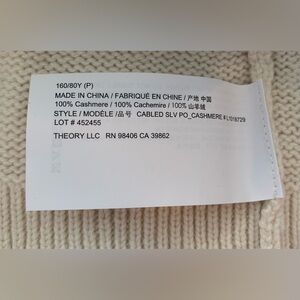 160/80Y (P)
MADE IN CHINA / FABRIQUÉ EN CHINE / 产地 中国
100% Cashmere / 100% Cachemire / 100% 山羊绒
STYLE / MODÈLE / 品号 CABLED SLV PO_CASHMERE # L1018729
LOT # 452455
THEORY LLC RN 98406 CA 39862